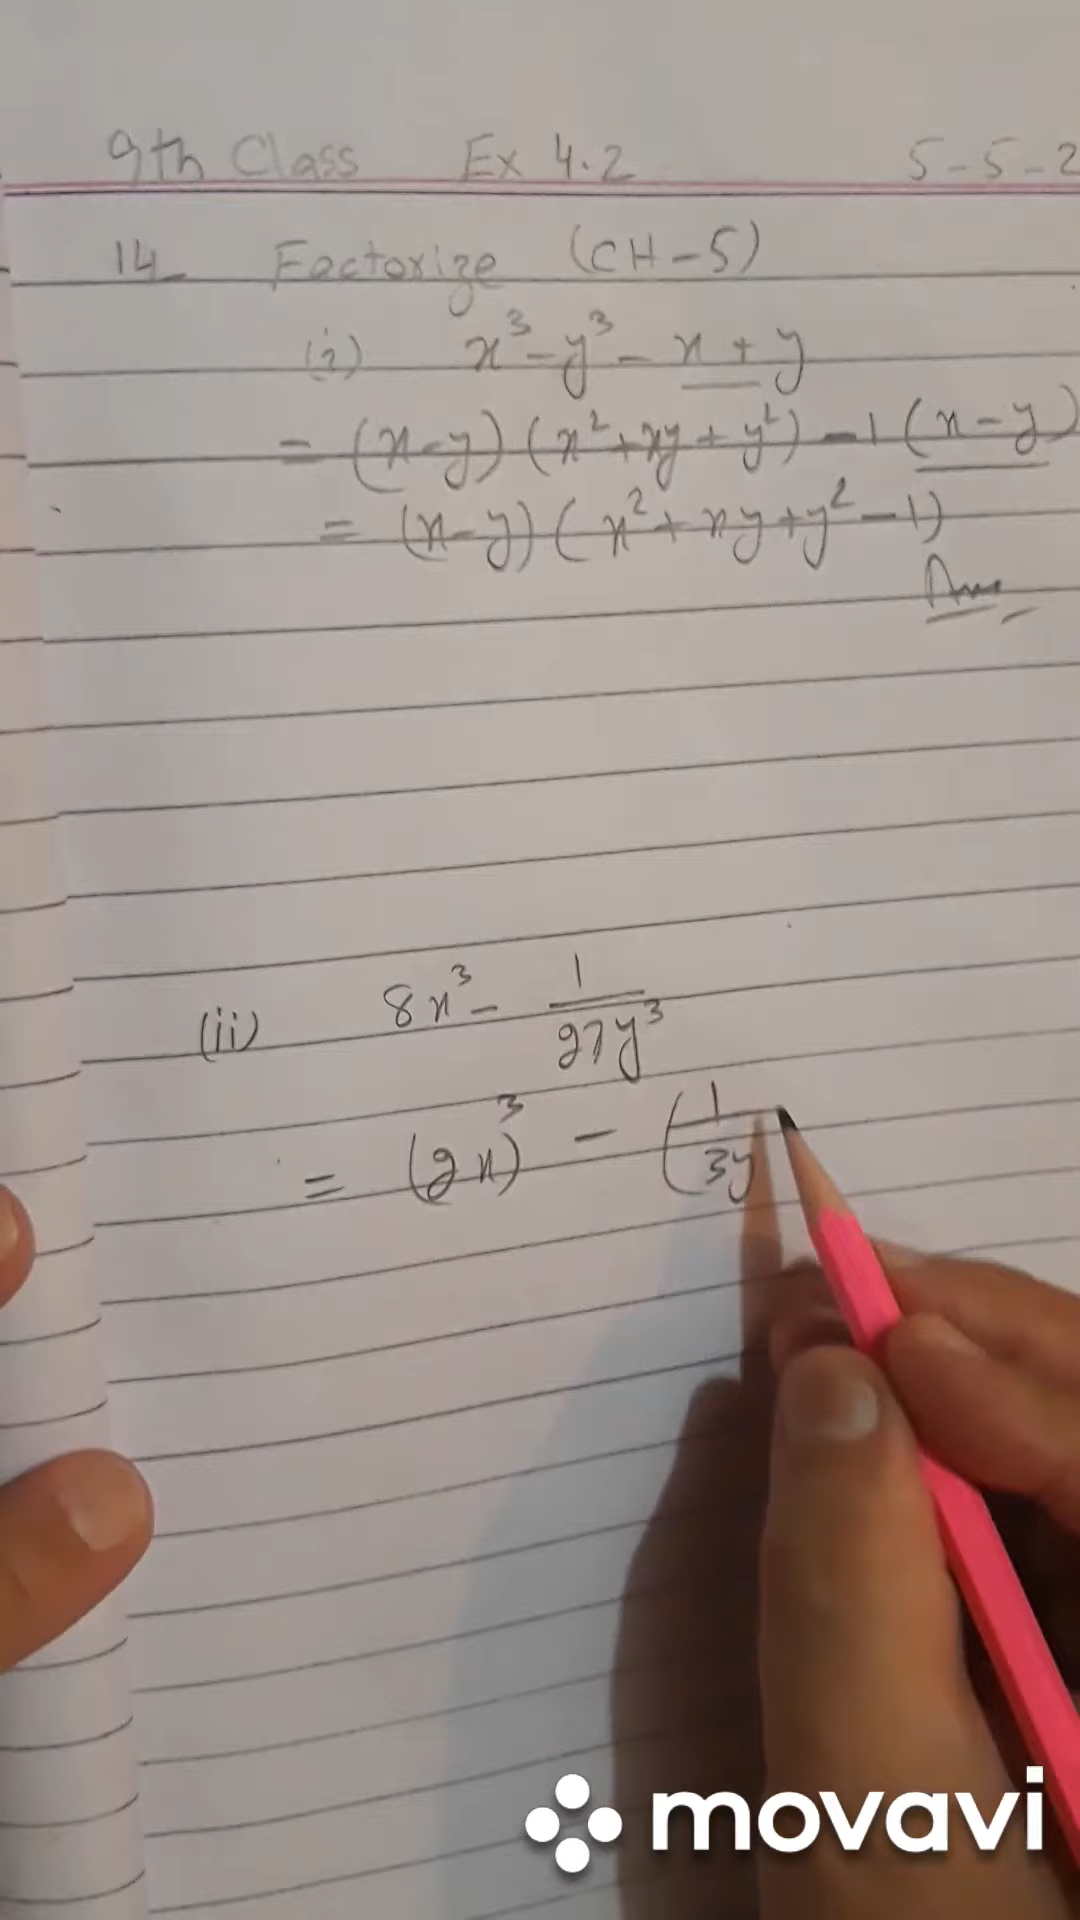 9th Class Ex 4.2 5-5-2
14 Factorize (CH-5)
(i) x³-y³-x+y
= (x-y)(x²+xy+y²)-1(x-y)
= (x-y)(x²+xy+y²-1)
Ans
(ii) 8x³- 1/27y³
= (2x)³ - (1/3y
movavi